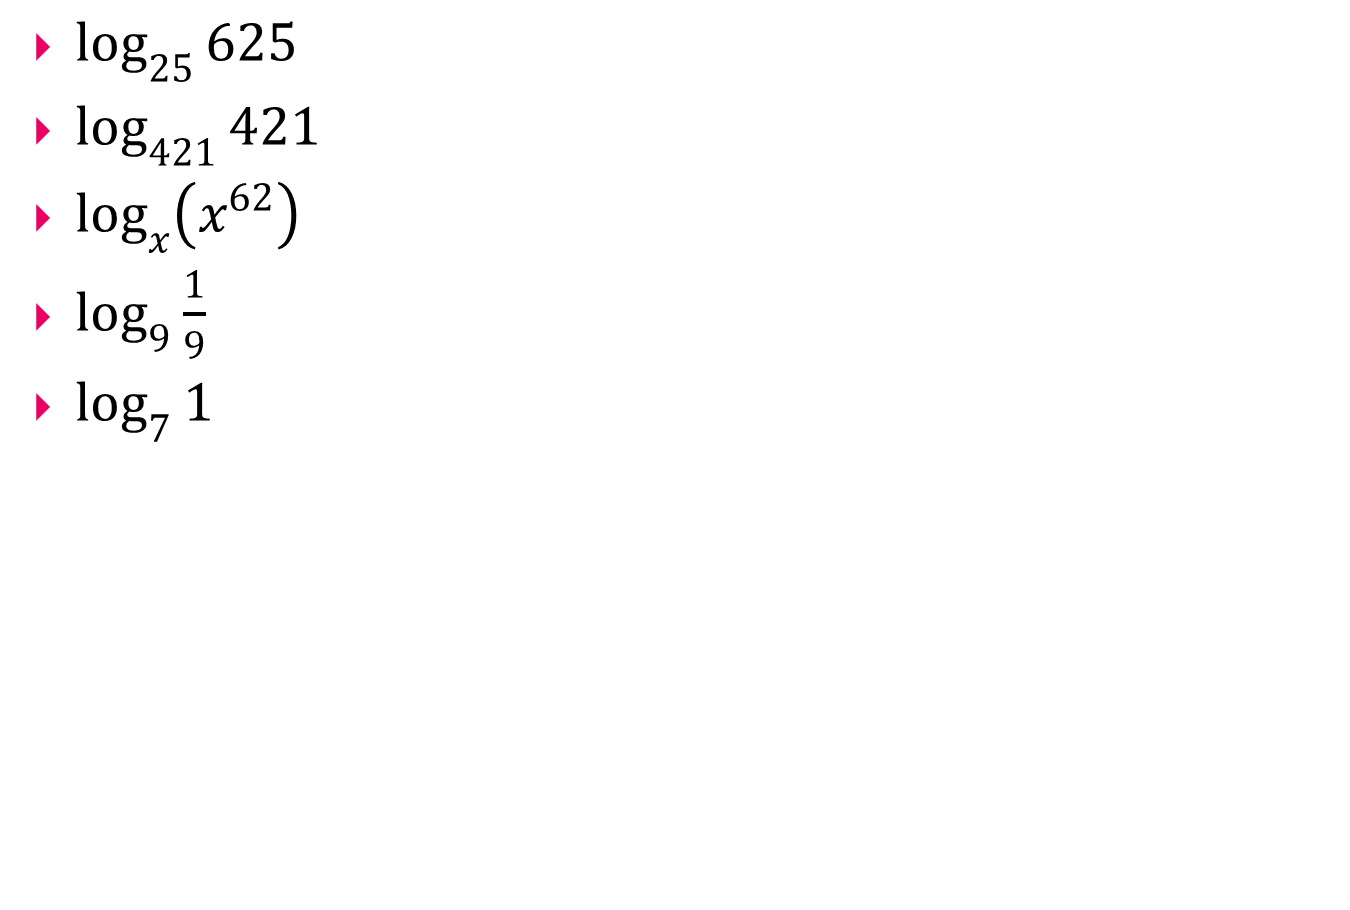 log₂₅ 625
log₄₂₁ 421
logₓ(x⁶²)
log₉ 1/9
log₇ 1